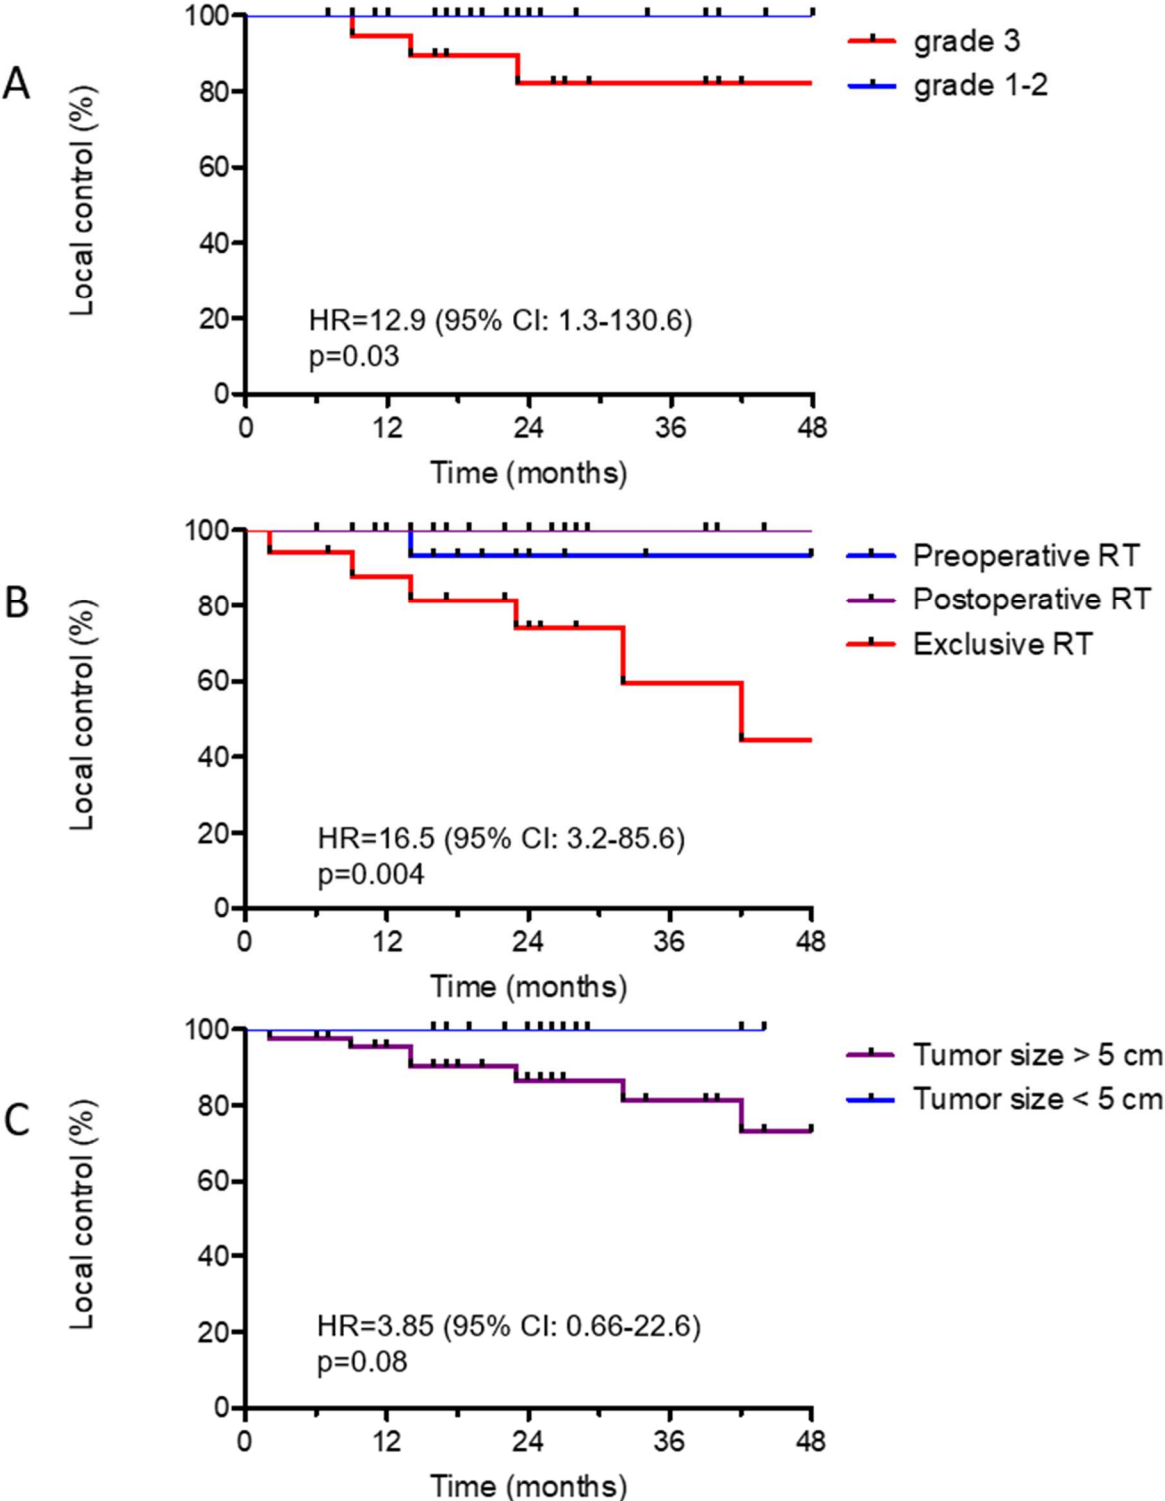 A
Local control (%)
100
80
60
40
20
0
0 12 24 36 48
Time (months)
HR=12.9 (95% CI: 1.3-130.6)
p=0.03
grade 3
grade 1-2
B
Local control (%)
100
80
60
40
20
0
0 12 24 36 48
Time (months)
HR=16.5 (95% CI: 3.2-85.6)
p=0.004
Preoperative RT
Postoperative RT
Exclusive RT
C
Local control (%)
100
80
60
40
20
0
0 12 24 36 48
Time (months)
HR=3.85 (95% CI: 0.66-22.6)
p=0.08
Tumor size > 5 cm
Tumor size < 5 cm